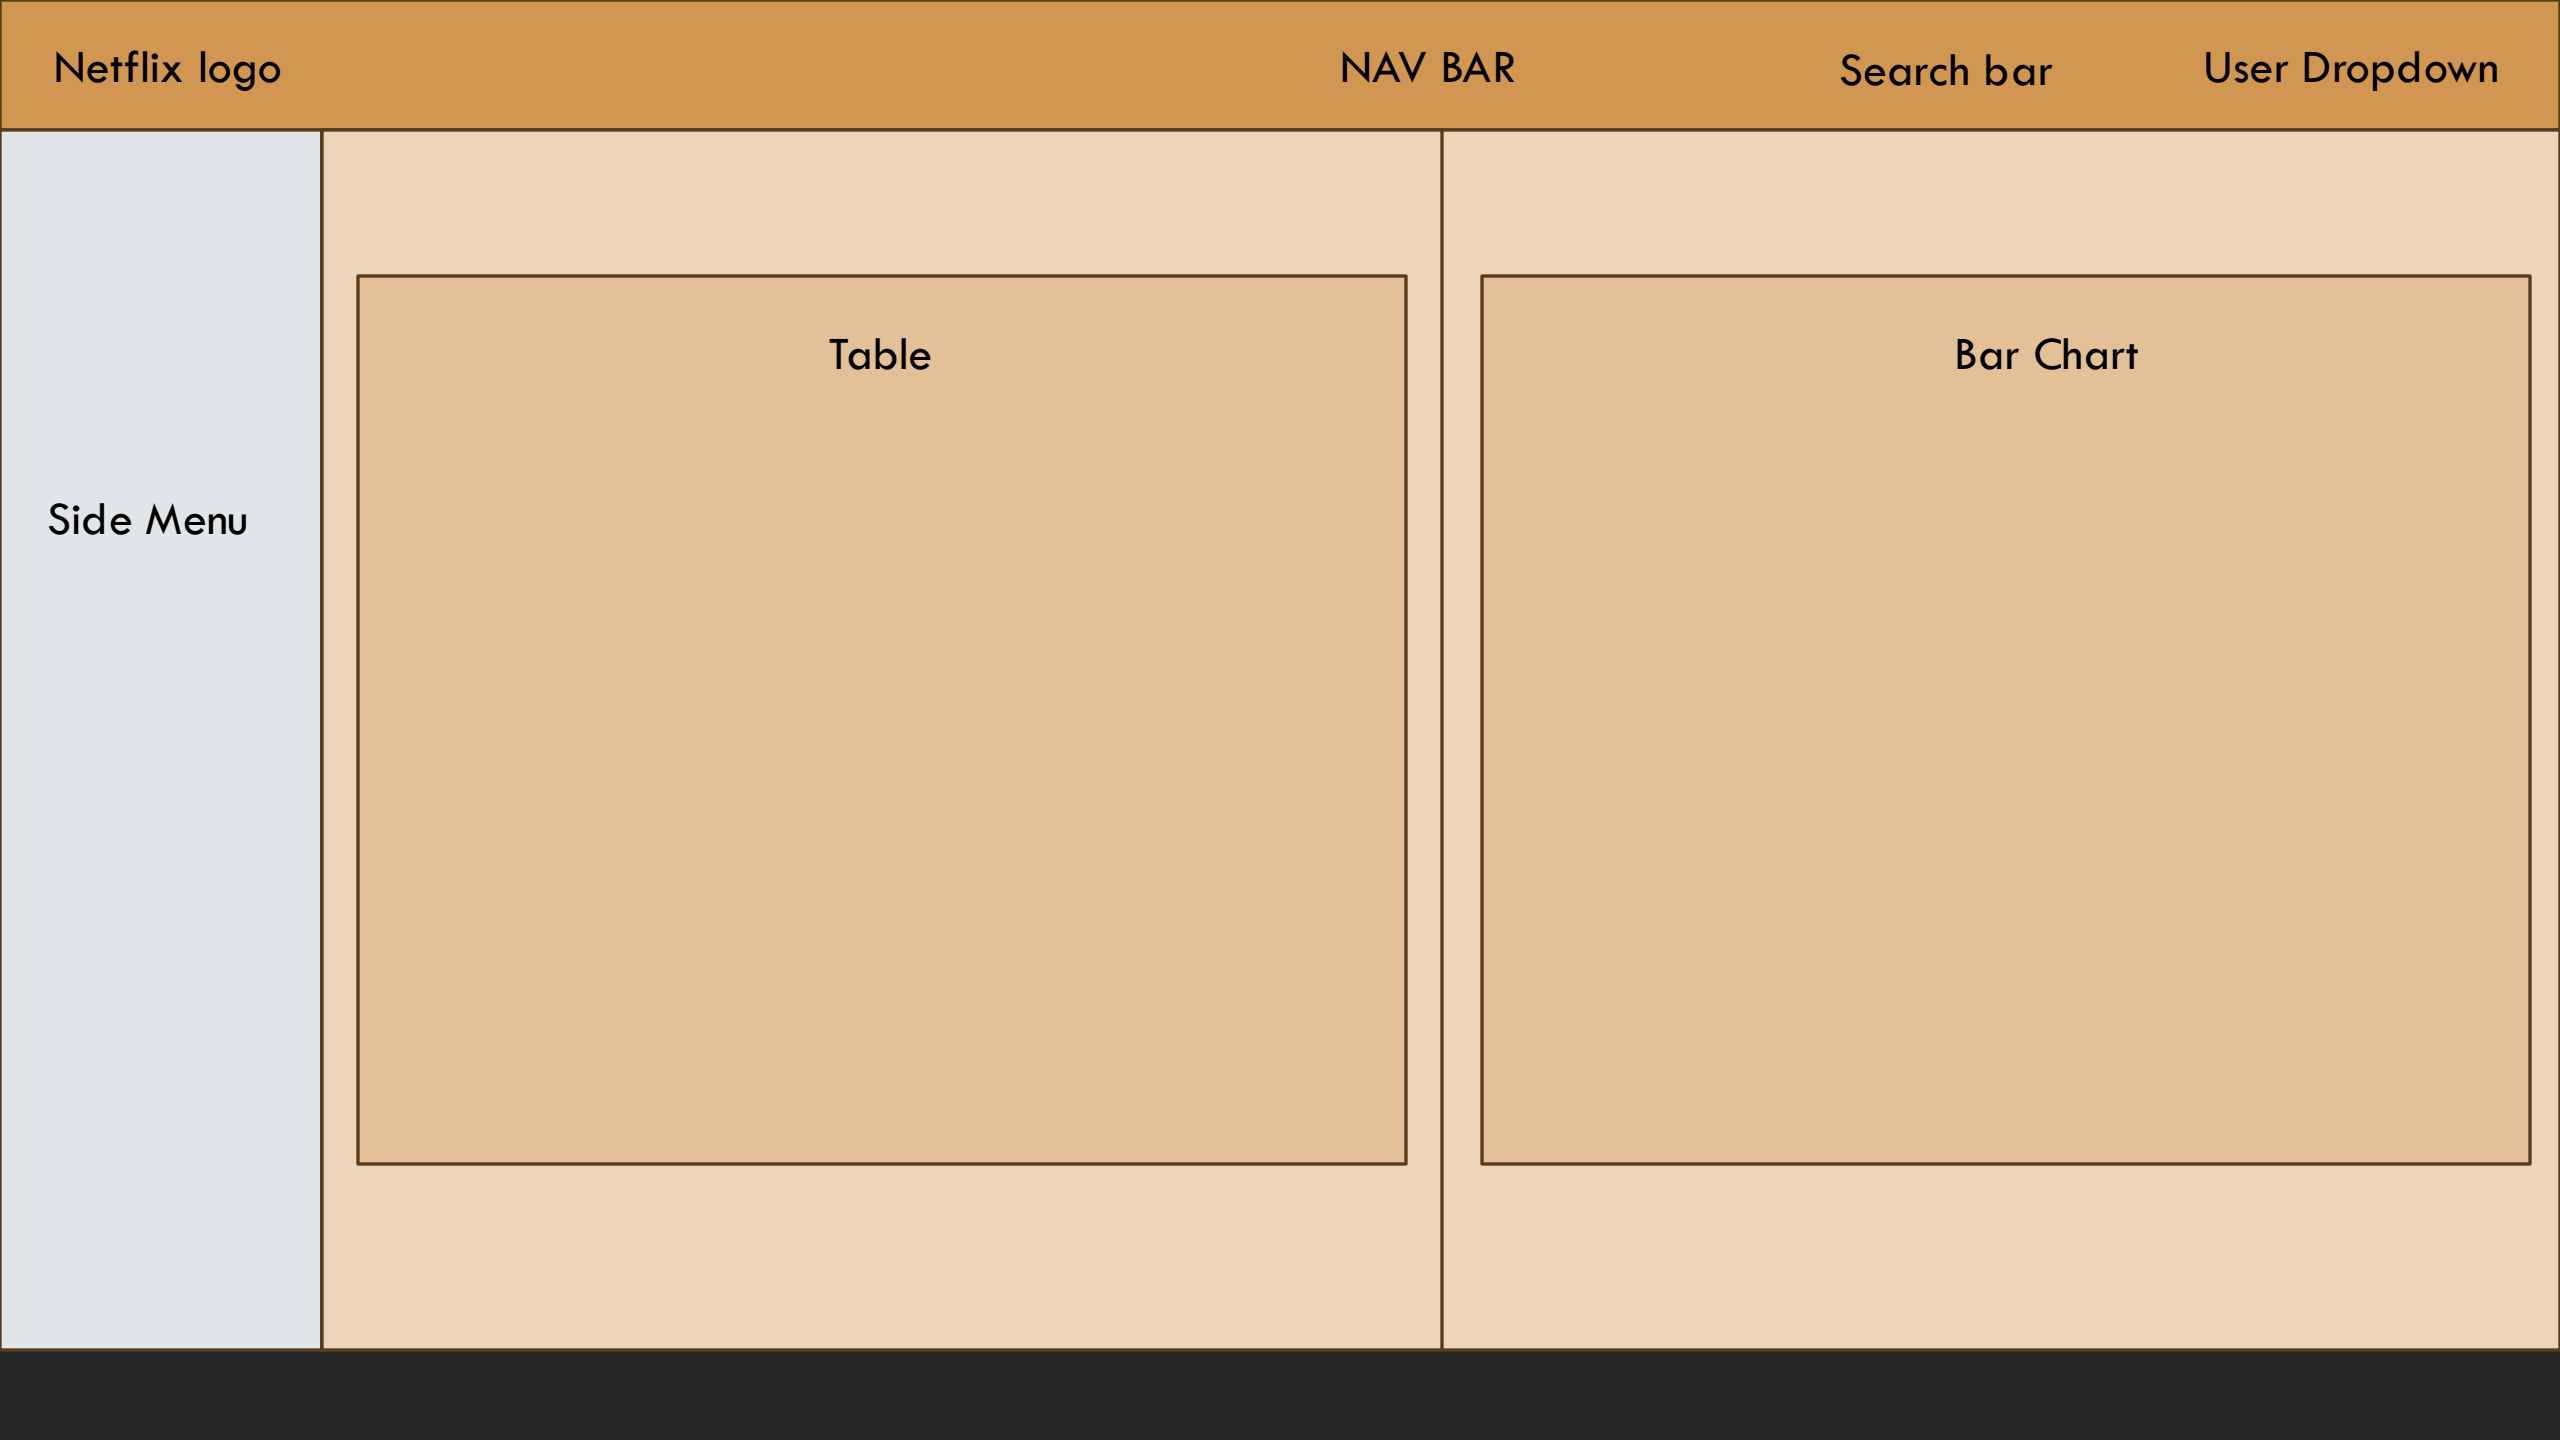 Netflix logo
NAV BAR
Search bar
User Dropdown
Table
Bar Chart
Side Menu